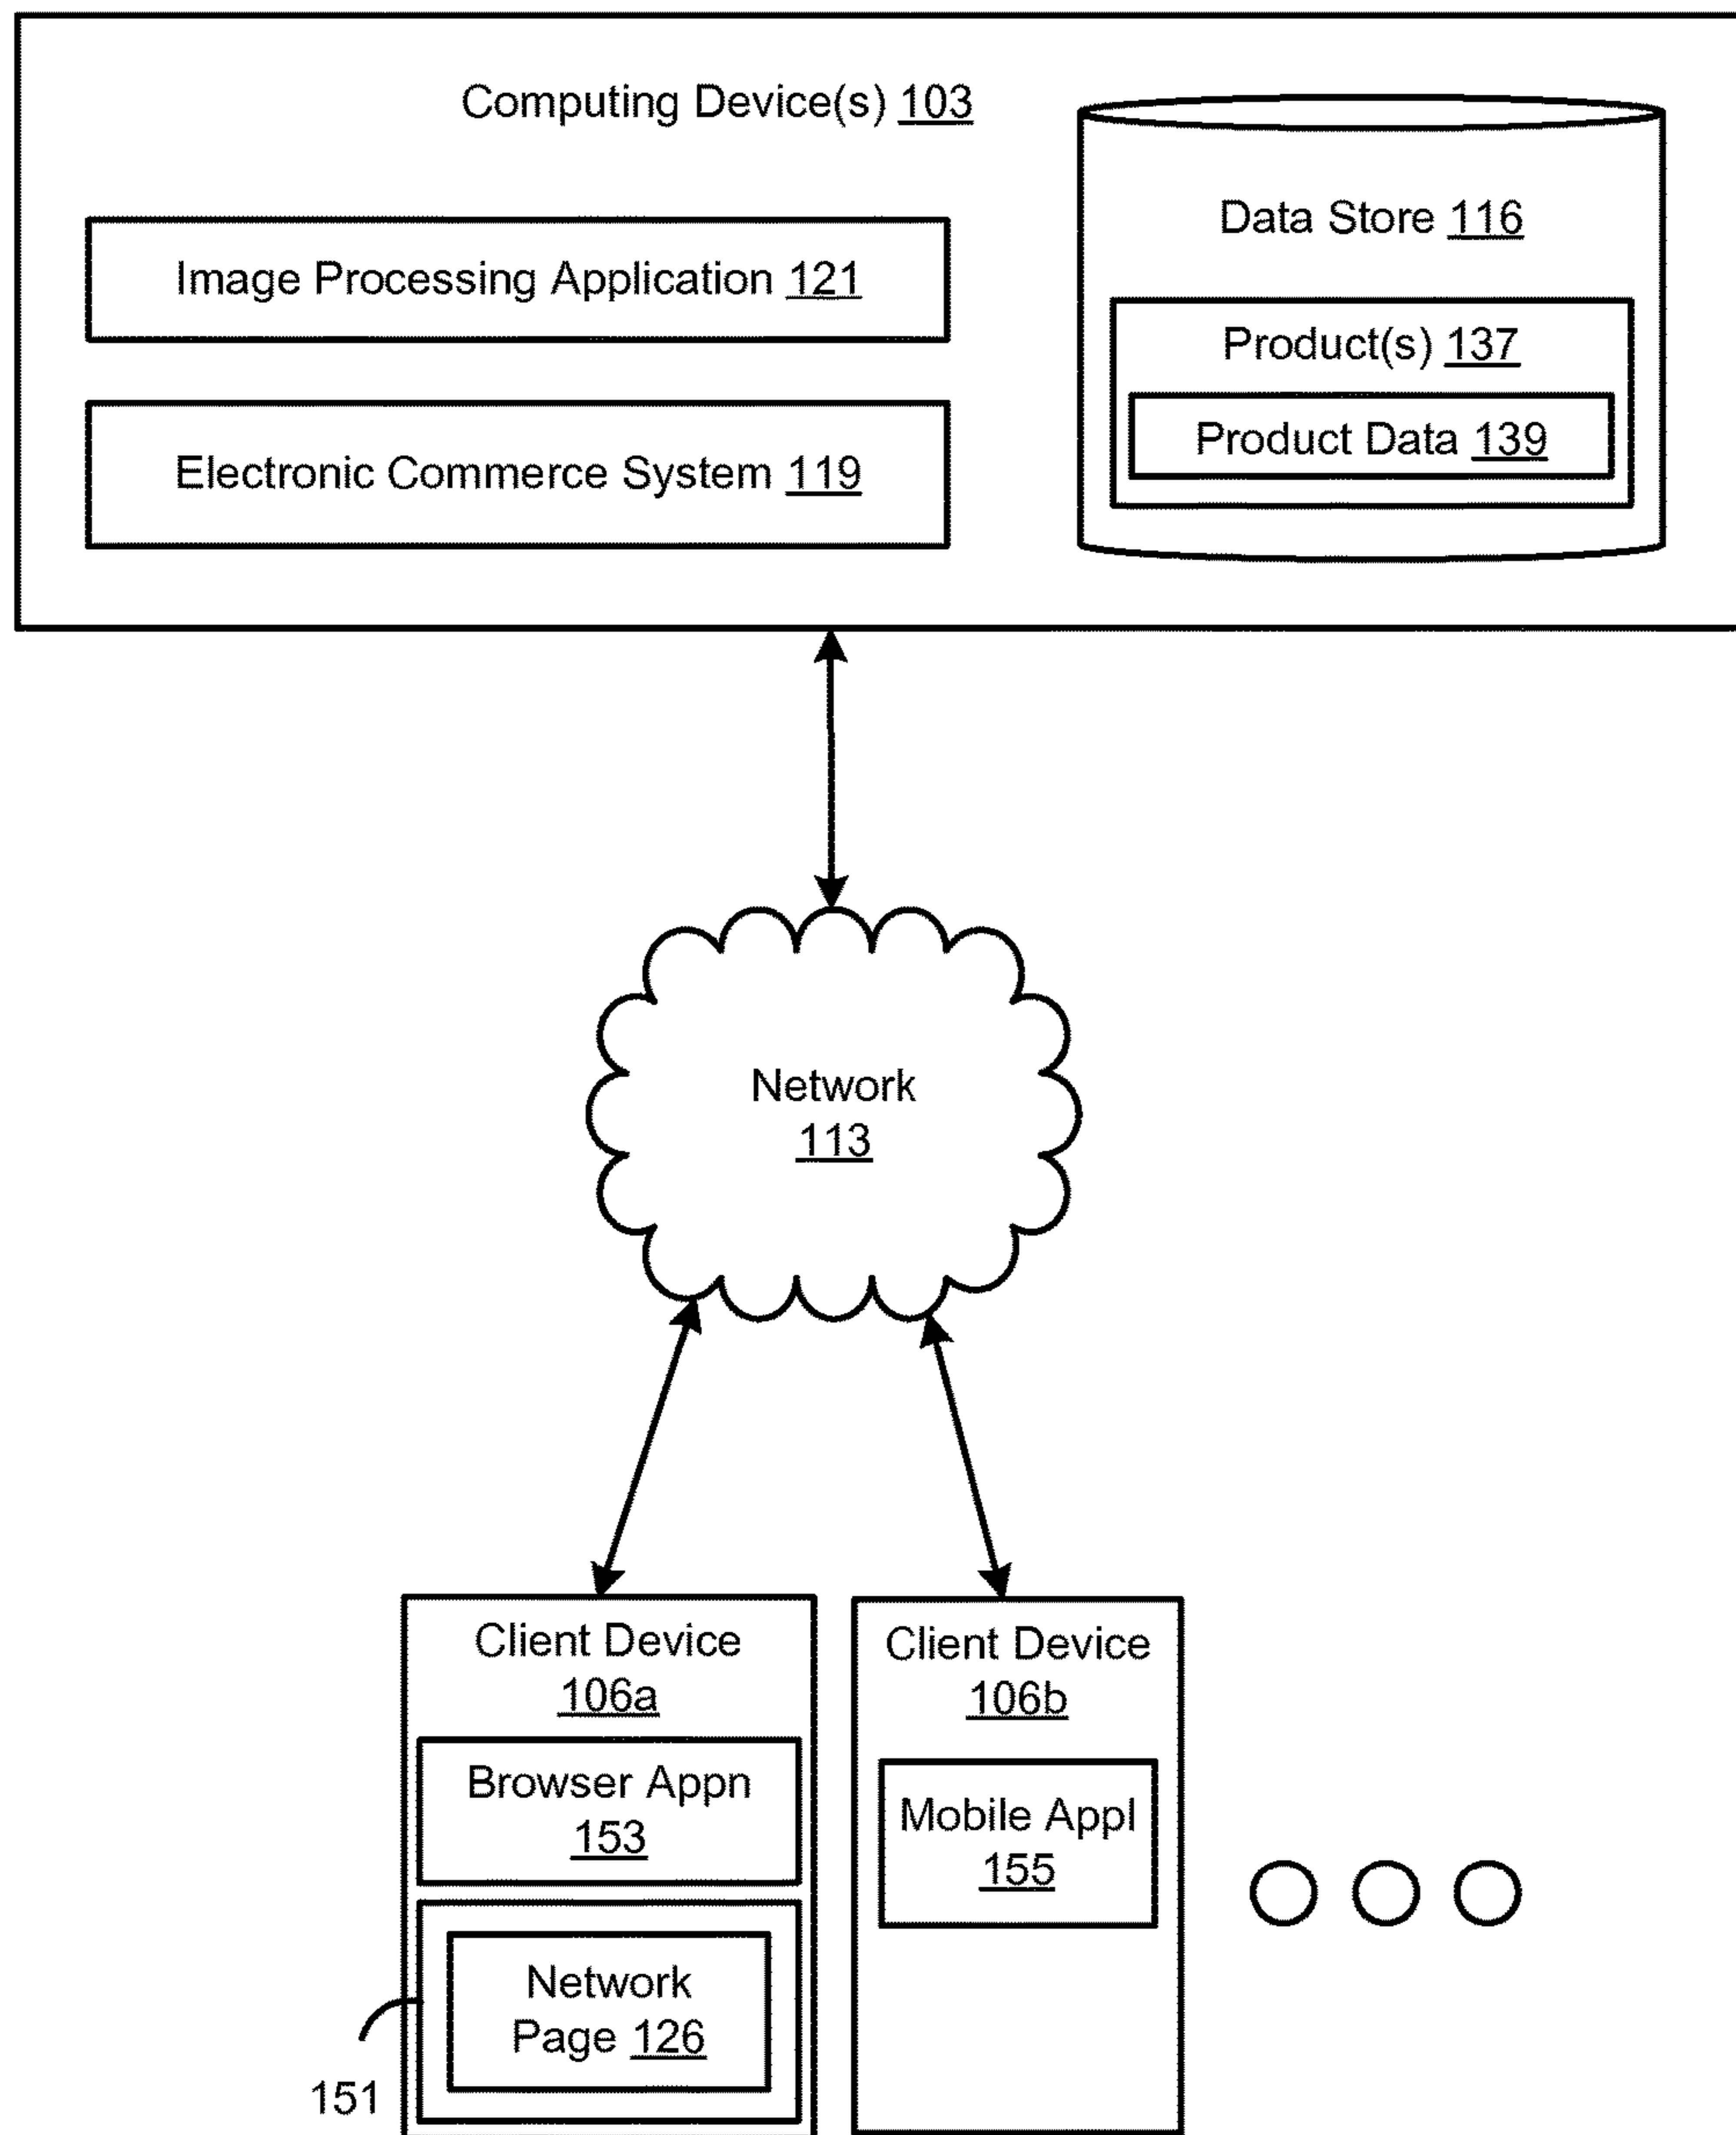 Computing Device(s) 103
Image Processing Application 121
Electronic Commerce System 119
Data Store 116
Product(s) 137
Product Data 139
Network
113
Client Device
106a
Browser Appn
153
Network
Page 126
151
Client Device
106b
Mobile Appl
155